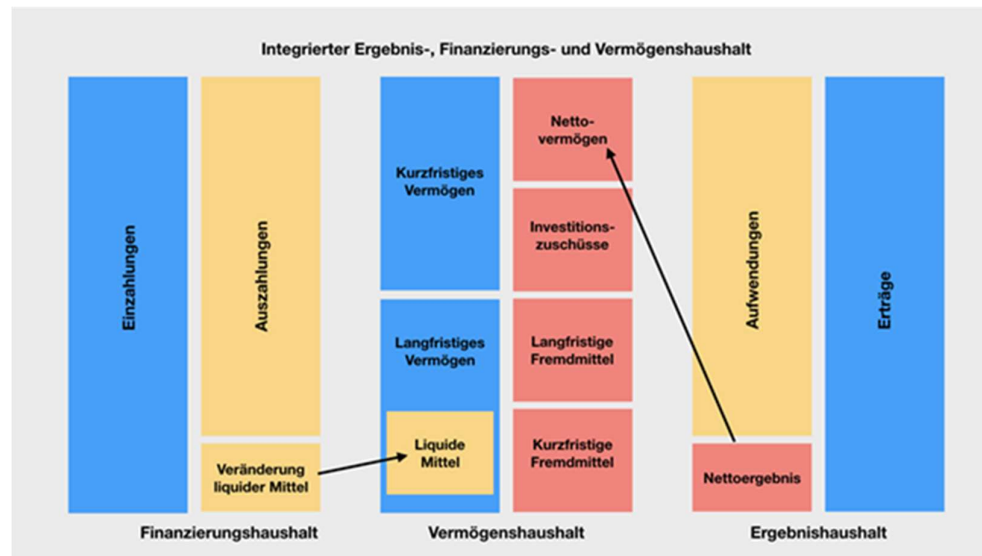 Integrierter Ergebnis-, Finanzierungs- und Vermögenshaushalt
Einzahlungen
Auszahlungen
Veränderung
liquider Mittel
Finanzierungshaushalt
Kurzfristiges
Vermögen
Langfristiges
Vermögen
Liquide
Mittel
Netto-
vermögen
Investitions-
zuschüsse
Langfristige
Fremdmittel
Kurzfristige
Fremdmittel
Vermögenshaushalt
Aufwendungen
Nettoergebnis
Erträge
Ergebnishaushalt